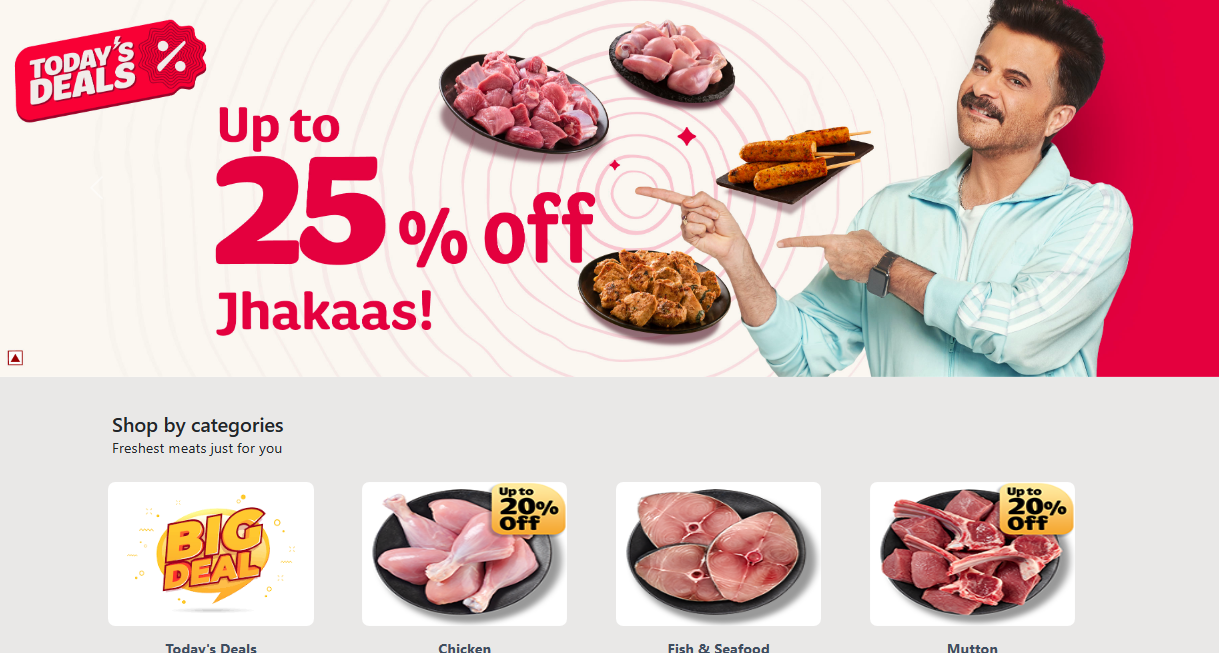 TODAY'S
DEALS
%
Up to
25% off
Jhakaas!
Shop by categories
Freshest meats just for you
BIG
DEAL
Up to
20%
Off
Up to
20%
Off
Today's Deals
Chicken
Fish & Seafood
Mutton